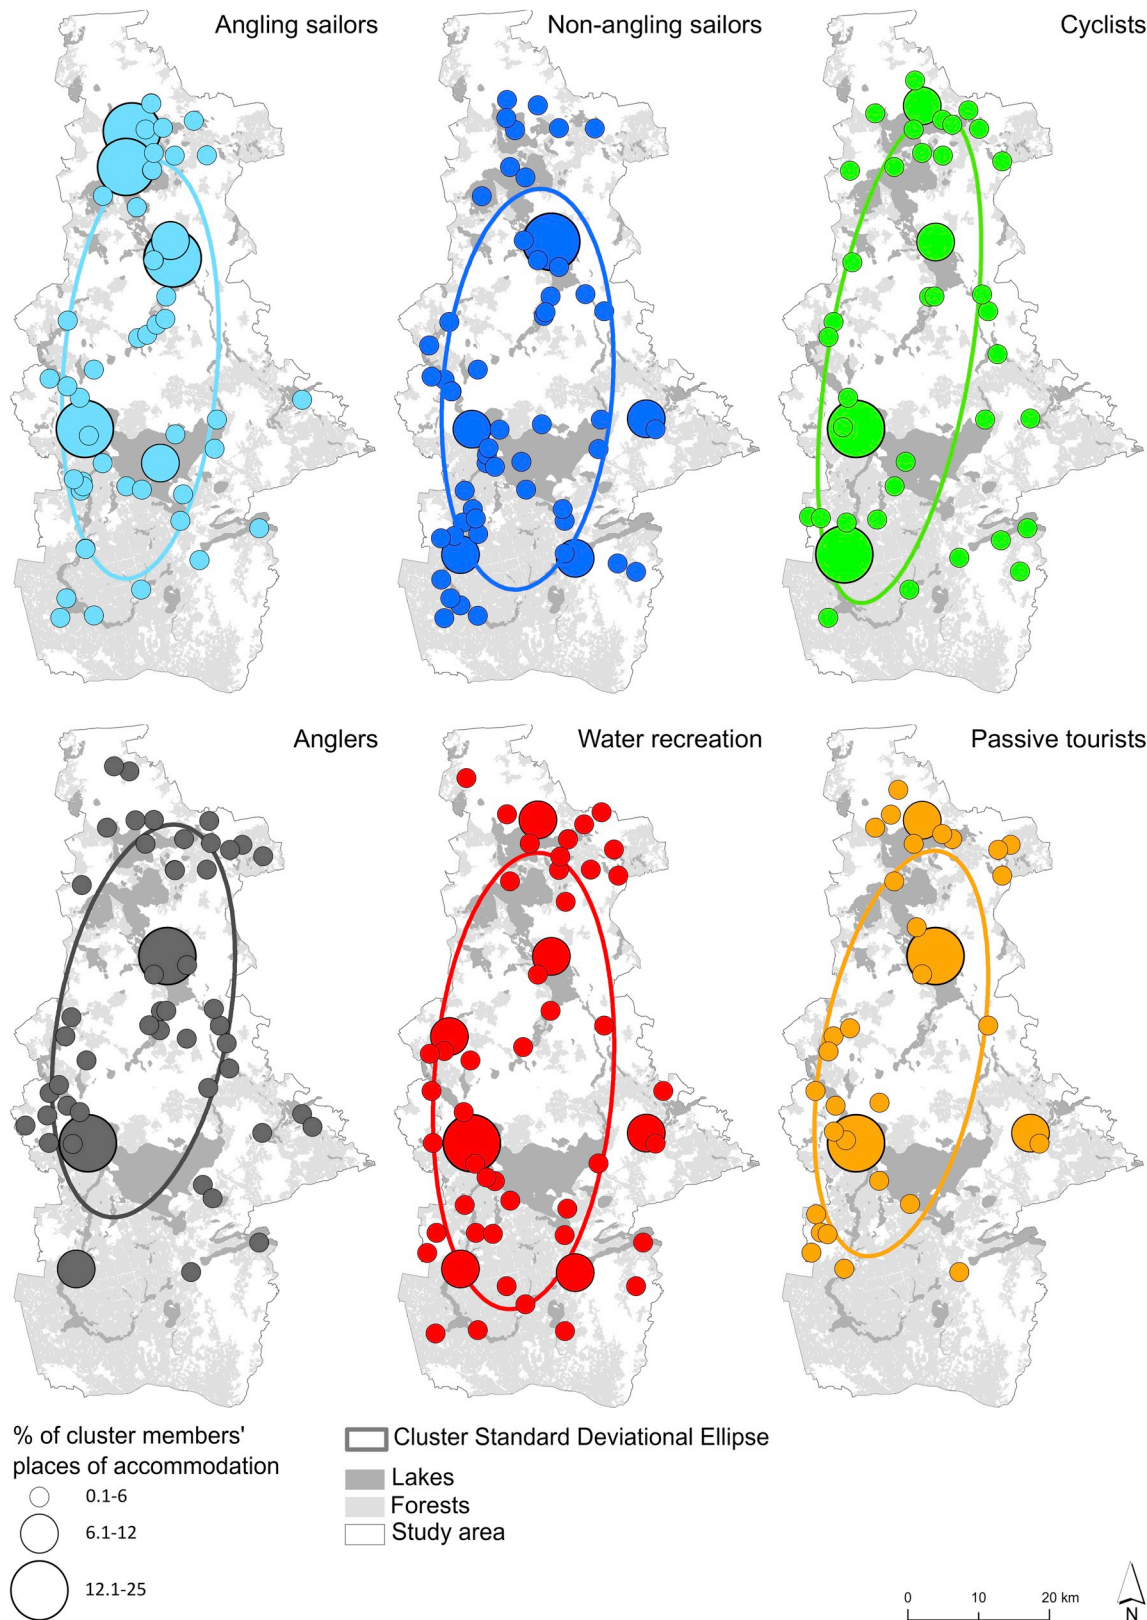 Angling sailors
Non-angling sailors
Cyclists
Anglers
Water recreation
Passive tourists
% of cluster members'
places of accommodation
0.1-6
6.1-12
12.1-25
Cluster Standard Deviational Ellipse
Lakes
Forests
Study area
0 10 20 km
N